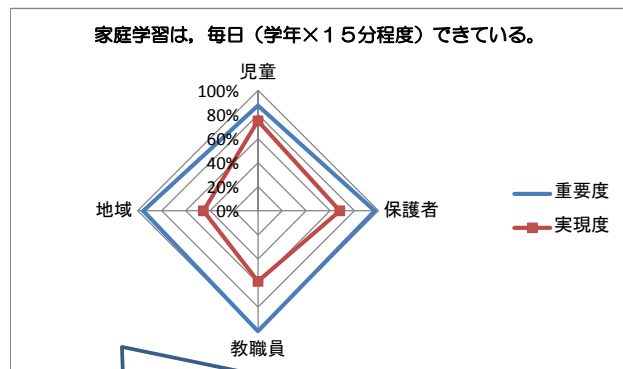 家庭学習は，毎日（学年×１５分程度）できている。
児童
100%
80%
60%
40%
20%
0%
地域
保護者
教職員
重要度
実現度